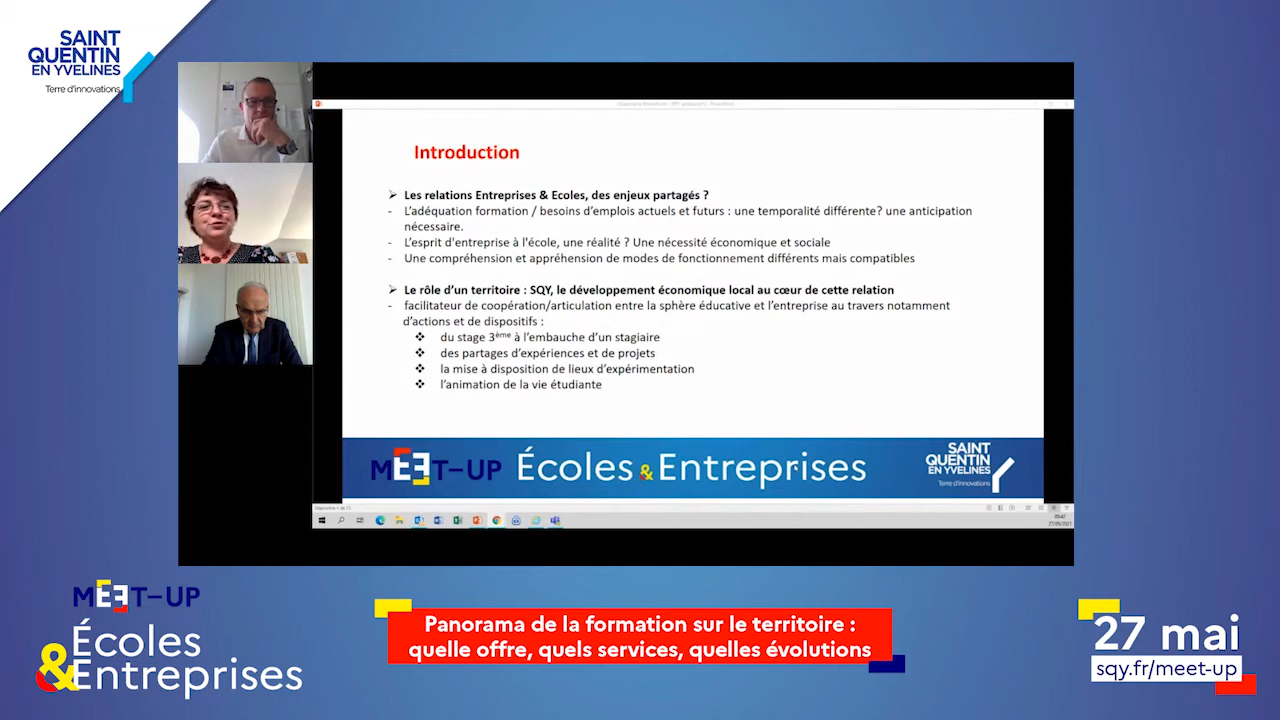 SAINT
QUENTIN
EN YVELINES
Terre d'innovations
Introduction
➢ Les relations Entreprises & Ecoles, des enjeux partagés ?
- L'adéquation formation / besoins d'emplois actuels et futurs : une temporalité différente? une anticipation
nécessaire.
- L'esprit d'entreprise à l'école, une réalité ? Une nécessité économique et sociale
- Une compréhension et appréhension de modes de fonctionnement différents mais compatibles
➢ Le rôle d'un territoire : SQY, le développement économique local au cœur de cette relation
- facilitateur de coopération/articulation entre la sphère éducative et l'entreprise au travers notamment
d'actions et de dispositifs :
❖ du stage 3ème à l'embauche d'un stagiaire
❖ des partages d'expériences et de projets
❖ la mise à disposition de lieux d'expérimentation
❖ l'animation de la vie étudiante
MEET-UP Écoles & Entreprises
SAINT
QUENTIN
EN YVELINES
Terre d'innovations
09:42
27/05/2021
MEET-UP
Écoles
&Entreprises
Panorama de la formation sur le territoire :
quelle offre, quels services, quelles évolutions
27 mai
sqy.fr/meet-up